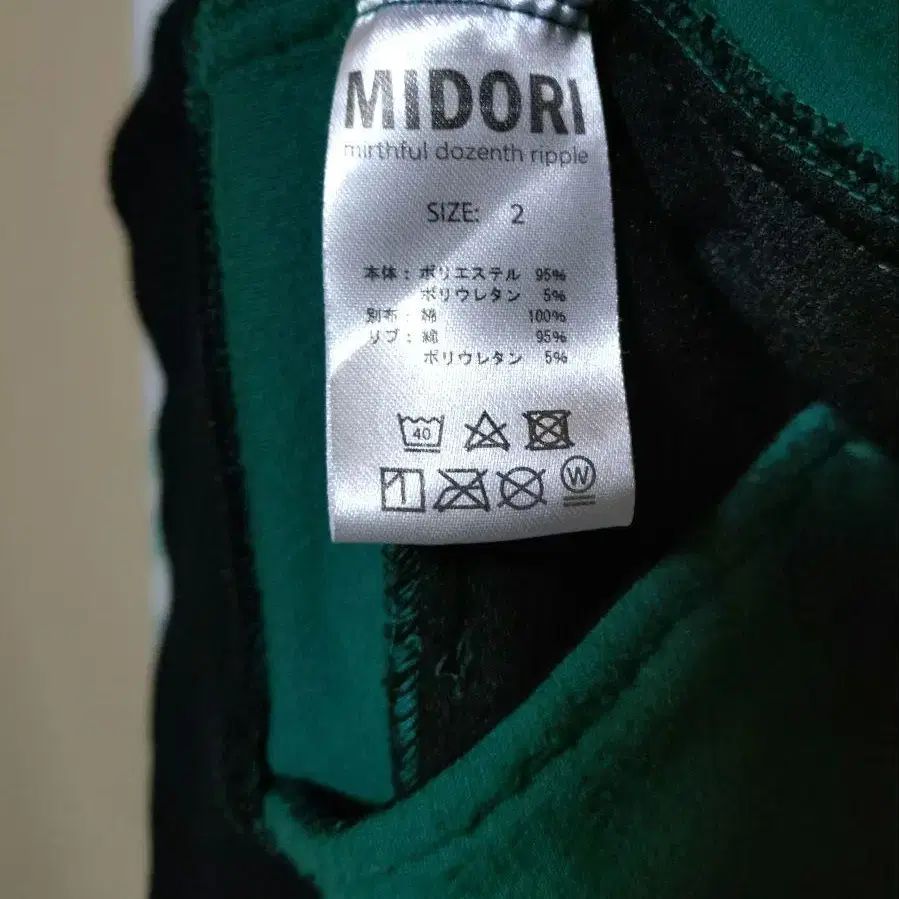 MIDORI
mirthful dozenth ripple
SIZE: 2
本体: ポリエステル 95%
ポリウレタン 5%
別布: 綿 100%
リブ: 綿 95%
ポリウレタン 5%
40
W